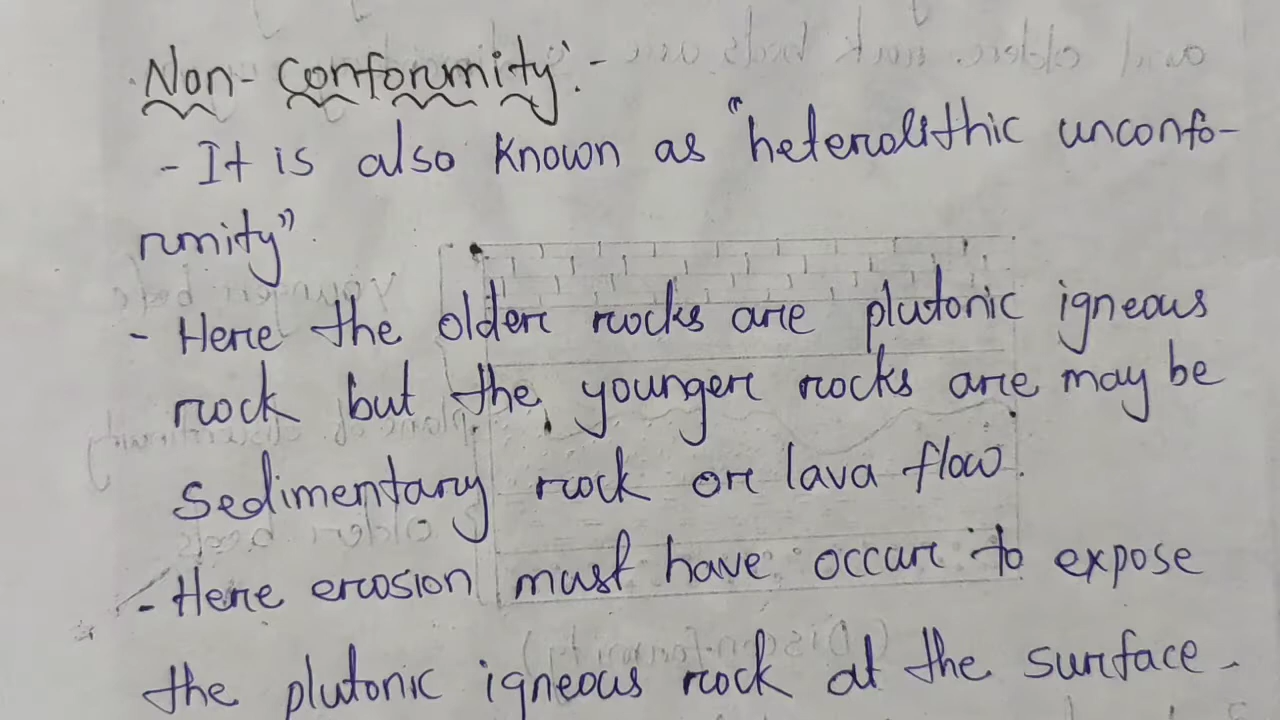 Non-Conformity:-
- It is also known as "heterolithic unconfo-
rmity"
- Here the older rocks are plutonic igneous
rock but the younger rocks are may be
sedimentary rock or lava flow.
- Here erosion must have occur to expose
the plutonic igneous rock at the surface.